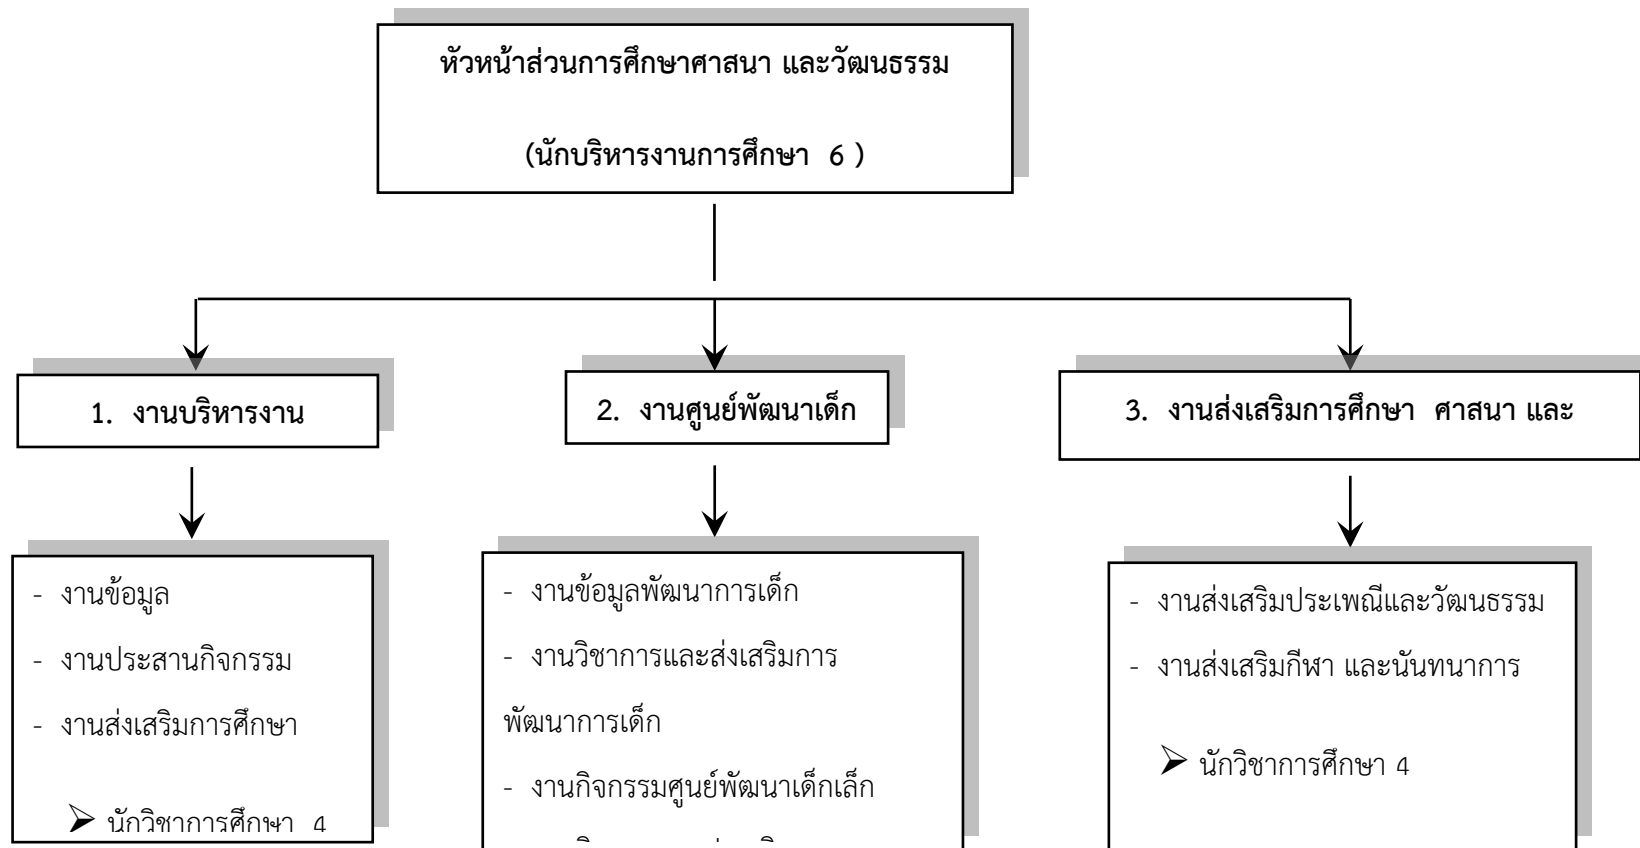 หัวหน้าส่วนการศึกษาศาสนา และวัฒนธรรม
(นักบริหารงานการศึกษา 6 )
1. งานบริหารงาน
2. งานศูนย์พัฒนาเด็ก
3. งานส่งเสริมการศึกษา ศาสนา และ
- งานข้อมูล
- งานประสานกิจกรรม
- งานส่งเสริมการศึกษา
➢ นักวิชาการศึกษา 4
- งานข้อมูลพัฒนาการเด็ก
- งานวิชาการและส่งเสริมการ
พัฒนาการเด็ก
- งานกิจกรรมศูนย์พัฒนาเด็กเล็ก
- งานส่งเสริมประเพณีและวัฒนธรรม
- งานส่งเสริมกีฬา และนันทนาการ
➢ นักวิชาการศึกษา 4